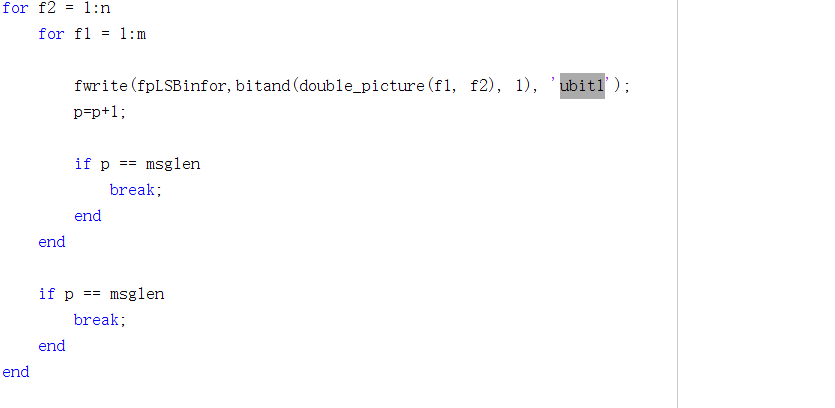 for f2 = 1:n
    for f1 = 1:m
        fwrite(fpLSBinfor,bitand(double_picture(f1, f2), 1), 'ubit1');
        p=p+1;
        if p == msglen
            break;
        end
    end
    if p == msglen
        break;
    end
end